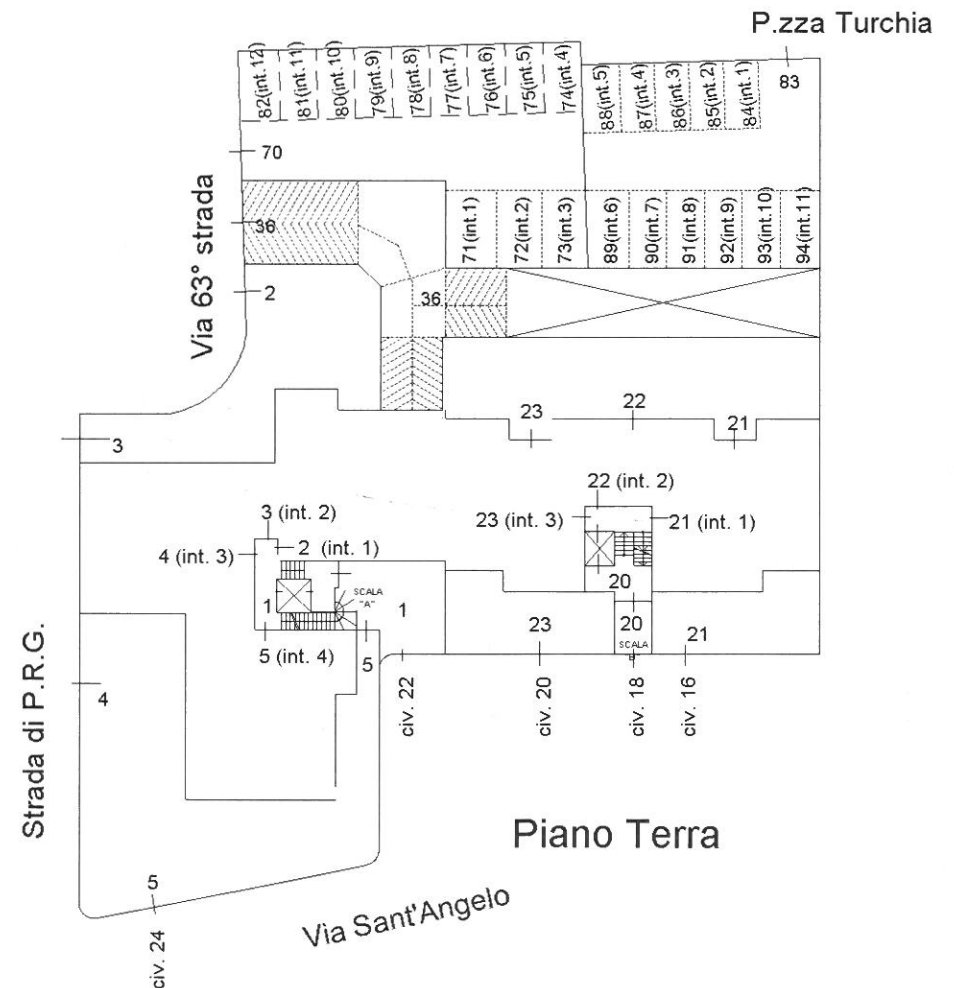 P.zza Turchia
82(int.12)
81(int.11)
80(int.10)
79(int.9)
78(int.8)
77(int.7)
76(int.6)
75(int.5)
74(int.4)
88(int.5)
87(int.4)
86(int.3)
85(int.2)
84(int.1)
83
70
Via 63° strada
36
2
71(int.1)
72(int.2)
73(int.3)
89(int.6)
90(int.7)
91(int.8)
92(int.9)
93(int.10)
94(int.11)
36
3
23
22
21
22 (int. 2)
23 (int. 3)
21 (int. 1)
3 (int. 2)
4 (int. 3)
2 (int. 1)
SCALA
"A"
1
1
20
20
SCALA
B
23
21
5 (int. 4)
5
civ. 22
civ. 20
civ. 18
civ. 16
Strada di P.R.G.
4
5
civ. 24
Piano Terra
Via Sant'Angelo